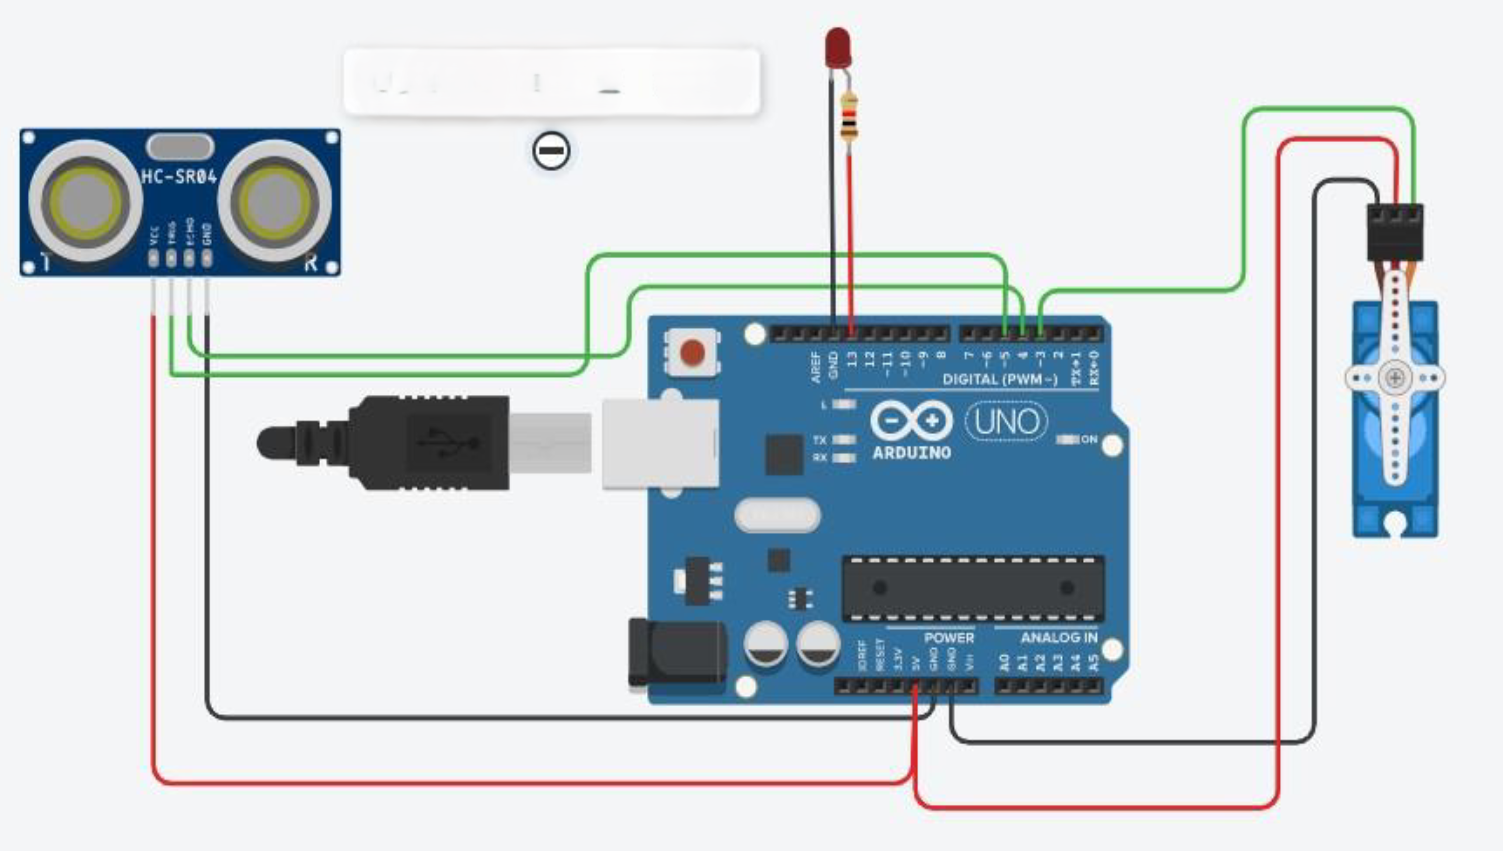 HC-SR04
VCC
TRIG
ECHO
GND
T
R
AREF
GND
13
12
~11
~10
~9
8
7
~6
~5
4
~3
2
TX→1
RX←0
DIGITAL (PWM~)
L
TX
RX
ARDUINO
UNO
ON
POWER
ANALOG IN
IOREF
RESET
3.3V
5V
GND
GND
Vin
A0
A1
A2
A3
A4
A5